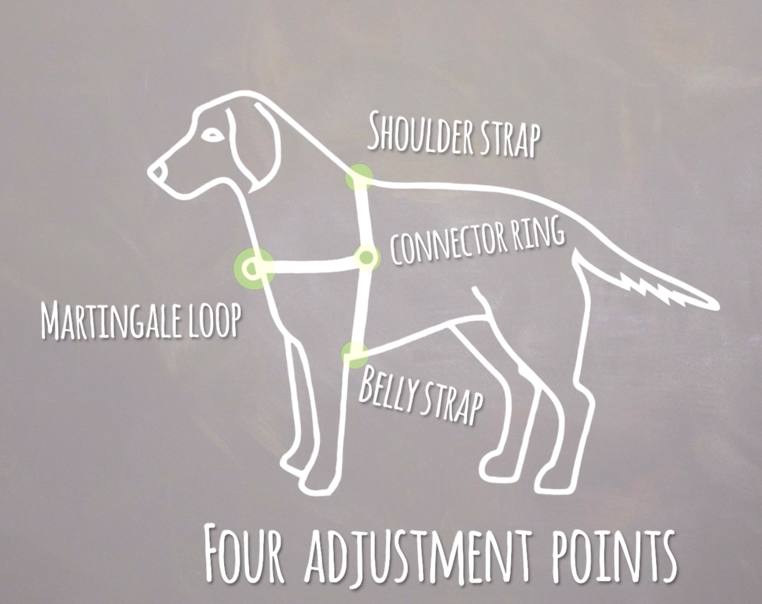 Shoulder strap
connector ring
Martingale loop
Belly strap
Four adjustment points